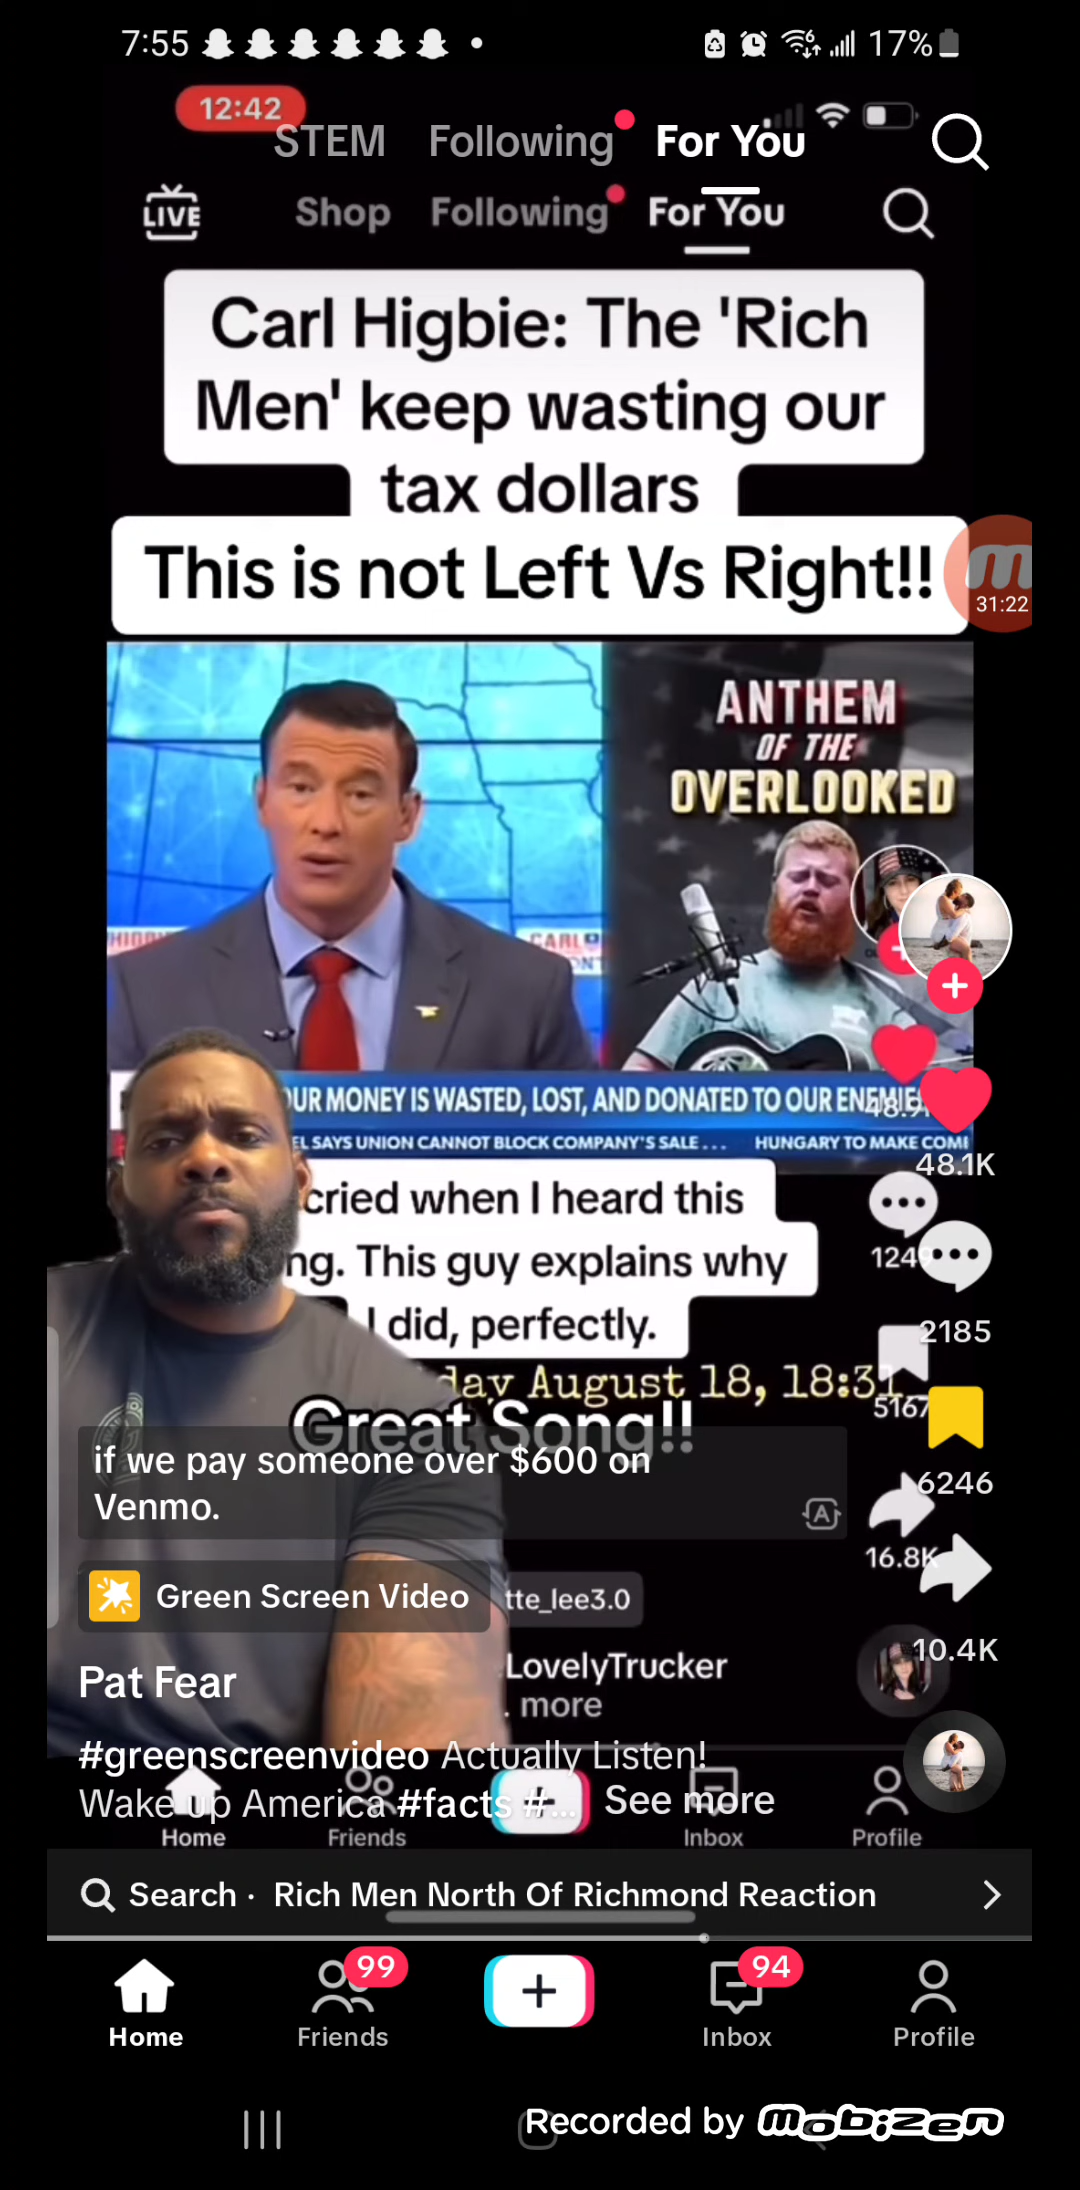 7:55
17%
12:42
STEM Following For You
LIVE Shop Following For You
Carl Higbie: The 'Rich
Men' keep wasting our
tax dollars
This is not Left Vs Right!!
31:22
ANTHEM
OF THE
OVERLOOKED
CARL
OUR MONEY IS WASTED, LOST, AND DONATED TO OUR ENEMIE
EL SAYS UNION CANNOT BLOCK COMPANY'S SALE . . . HUNGARY TO MAKE COMI
48.1K
cried when I heard this
ng. This guy explains why
I did, perfectly.
124
2185
day August 18, 18:31
5167
Great Song!!
if we pay someone over $600 on
Venmo.
6246
16.8K
Green Screen Video
tte_lee3.0
10.4K
LovelyTrucker
Pat Fear
. more
#greenscreenvideo Actually Listen!
Wake up America #facts #... See more
Home Friends Inbox Profile
Search · Rich Men North Of Richmond Reaction
99
94
Home Friends Inbox Profile
Recorded by mobizen